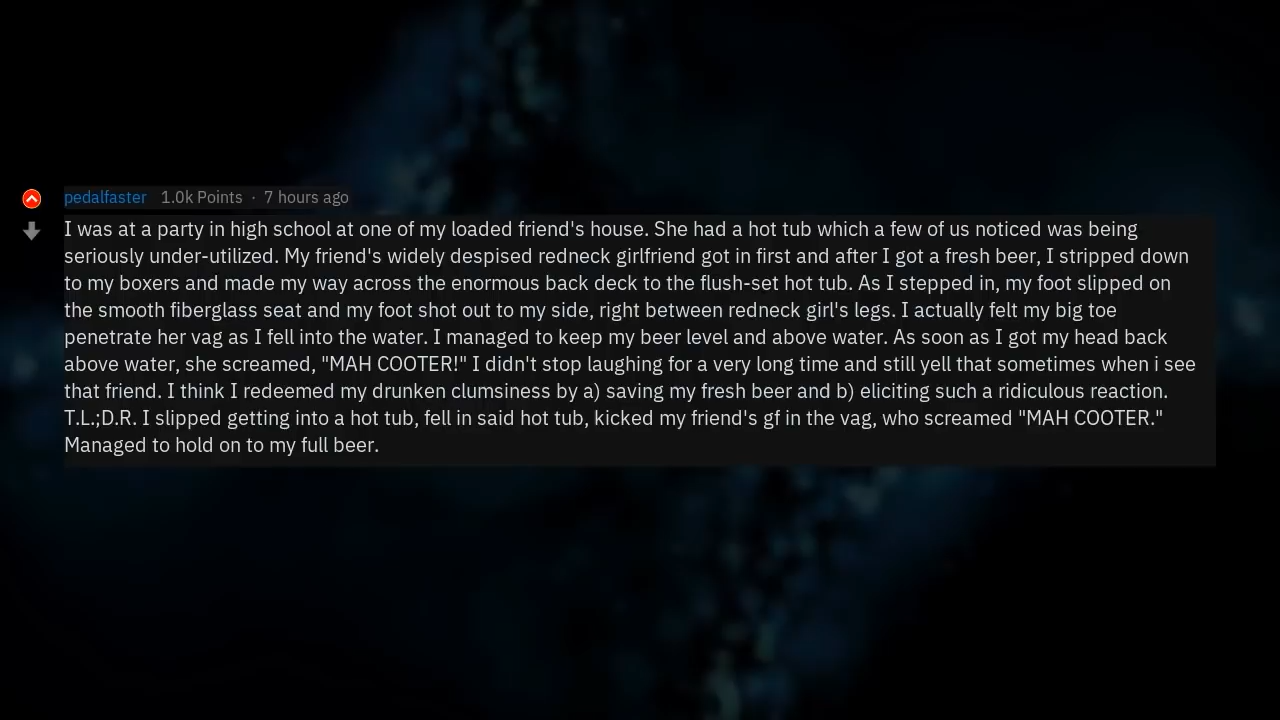 pedalfaster 1.0k Points · 7 hours ago
I was at a party in high school at one of my loaded friend's house. She had a hot tub which a few of us noticed was being
seriously under-utilized. My friend's widely despised redneck girlfriend got in first and after I got a fresh beer, I stripped down
to my boxers and made my way across the enormous back deck to the flush-set hot tub. As I stepped in, my foot slipped on
the smooth fiberglass seat and my foot shot out to my side, right between redneck girl's legs. I actually felt my big toe
penetrate her vag as I fell into the water. I managed to keep my beer level and above water. As soon as I got my head back
above water, she screamed, "MAH COOTER!" I didn't stop laughing for a very long time and still yell that sometimes when i see
that friend. I think I redeemed my drunken clumsiness by a) saving my fresh beer and b) eliciting such a ridiculous reaction.
T.L.;D.R. I slipped getting into a hot tub, fell in said hot tub, kicked my friend's gf in the vag, who screamed "MAH COOTER."
Managed to hold on to my full beer.